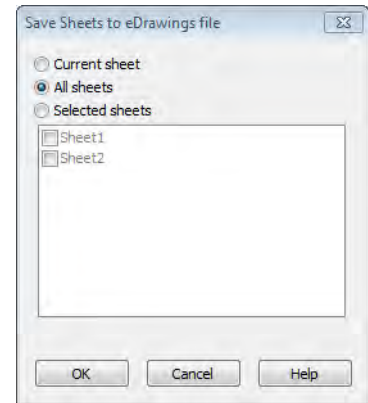 Save Sheets to eDrawings file
Current sheet
All sheets
Selected sheets
Sheet1
Sheet2
OK Cancel Help